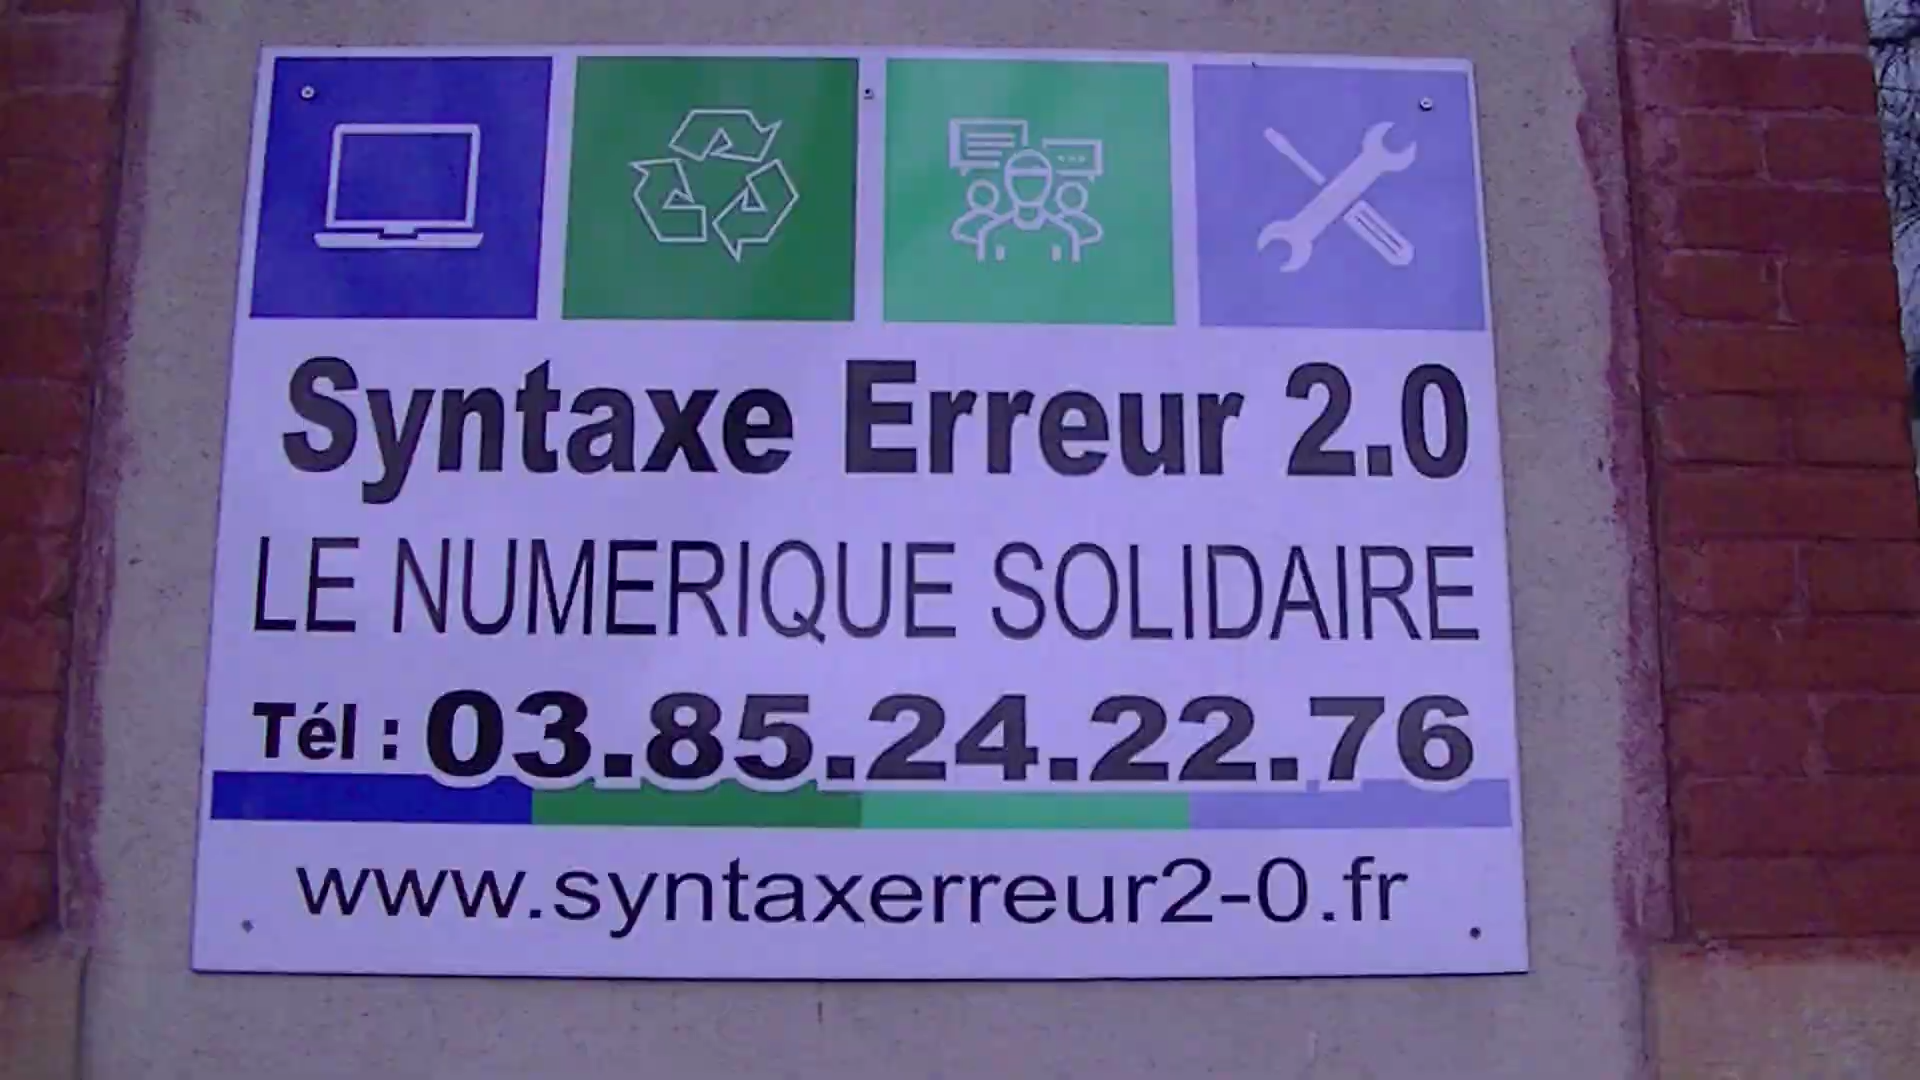 Syntaxe Erreur 2.0
LE NUMERIQUE SOLIDAIRE
Tél : 03.85.24.22.76
www.syntaxerreur2-0.fr